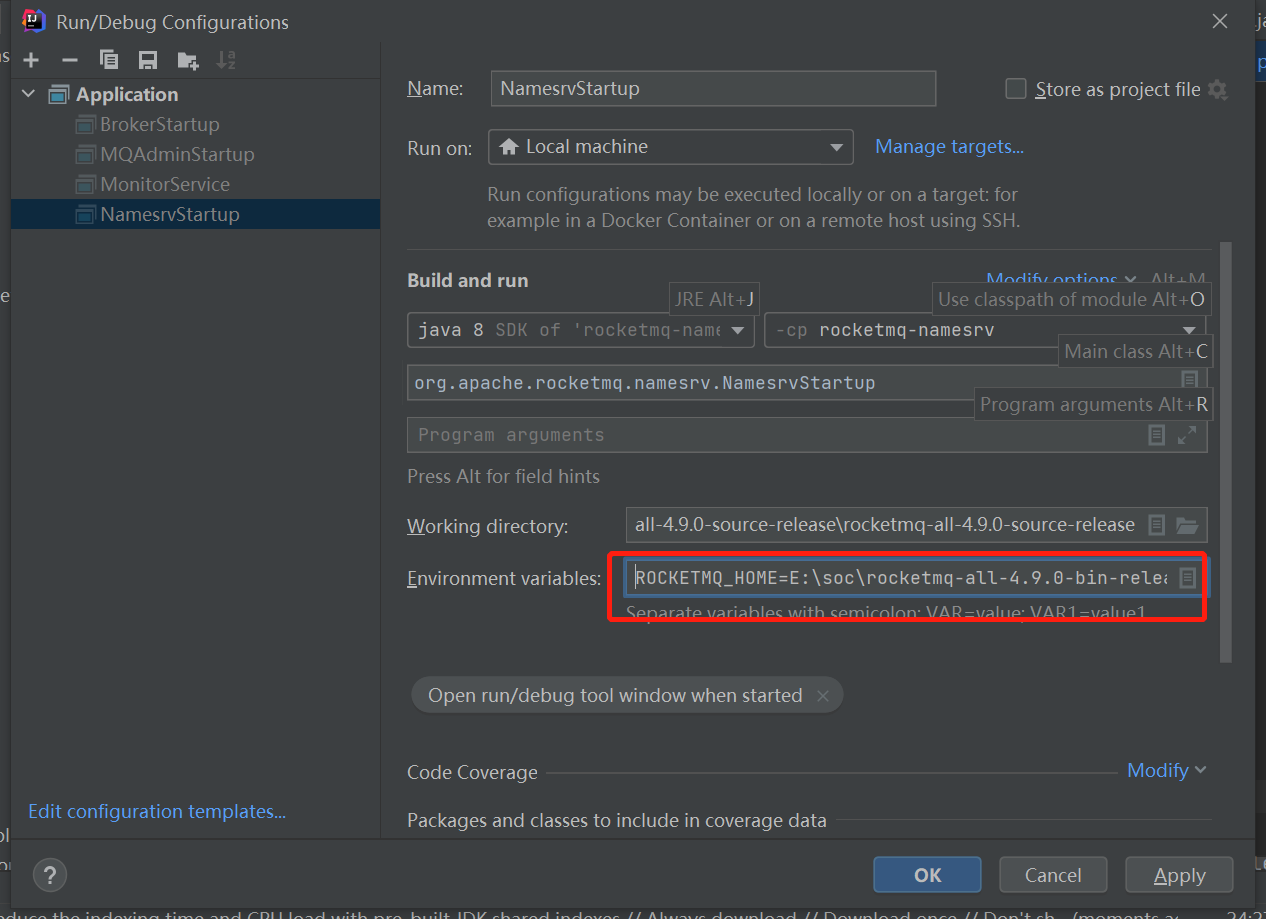 Run/Debug Configurations
Application
BrokerStartup
MQAdminStartup
MonitorService
NamesrvStartup
Edit configuration templates...
Name: NamesrvStartup
Store as project file
Run on: Local machine
Manage targets...
Run configurations may be executed locally or on a target: for
example in a Docker Container or on a remote host using SSH.
Build and run
Modify options Alt+M
JRE Alt+J
Use classpath of module Alt+O
java 8 SDK of 'rocketmq-name
-cp rocketmq-namesrv
Main class Alt+C
org.apache.rocketmq.namesrv.NamesrvStartup
Program arguments Alt+R
Program arguments
Press Alt for field hints
Working directory: all-4.9.0-source-release\rocketmq-all-4.9.0-source-release
Environment variables: ROCKETMQ_HOME=E:\soc\rocketmq-all-4.9.0-bin-relea
Separate variables with semicolon: VAR=value; VAR1=value1
Open run/debug tool window when started
Code Coverage
Modify
Packages and classes to include in coverage data
?
OK
Cancel
Apply
educe the indexing time and CPU load with pre-built JDK shared indexes // Always download // Download once // Don't sh...